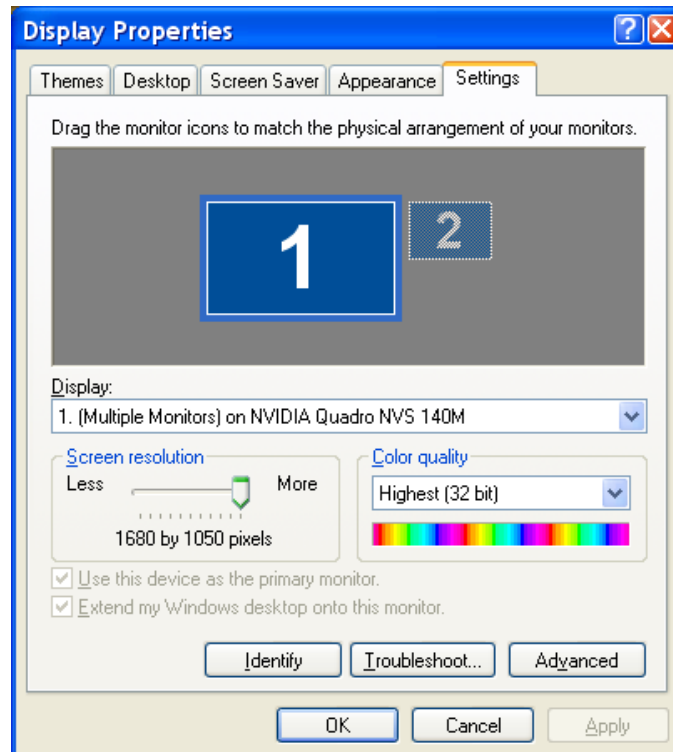 Display Properties
Themes Desktop Screen Saver Appearance Settings
Drag the monitor icons to match the physical arrangement of your monitors.
1 2
Display:
1. (Multiple Monitors) on NVIDIA Quadro NVS 140M
Screen resolution Color quality
Less More Highest (32 bit)
1680 by 1050 pixels
Use this device as the primary monitor.
Extend my Windows desktop onto this monitor.
Identify Troubleshoot... Advanced
OK Cancel Apply